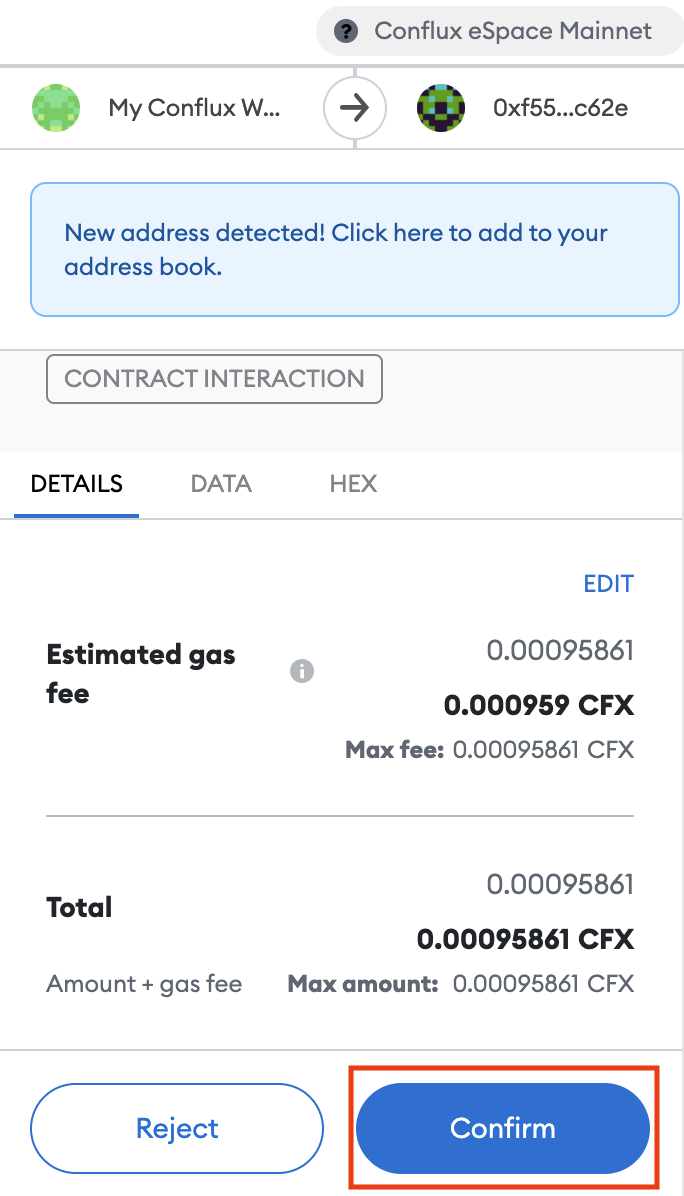 ? Conflux eSpace Mainnet
My Conflux W... 0xf55...c62e
New address detected! Click here to add to your
address book.
CONTRACT INTERACTION
DETAILS DATA HEX
EDIT
Estimated gas
fee
0.00095861
0.000959 CFX
Max fee: 0.00095861 CFX
Total
0.00095861
0.00095861 CFX
Amount + gas fee Max amount: 0.00095861 CFX
Reject Confirm